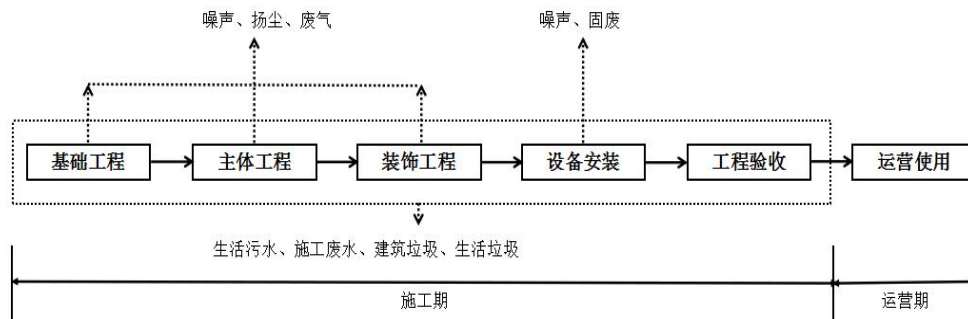 噪声、扬尘、废气
噪声、固废
基础工程
主体工程
装饰工程
设备安装
工程验收
运营使用
生活污水、施工废水、建筑垃圾、生活垃圾
施工期
运营期